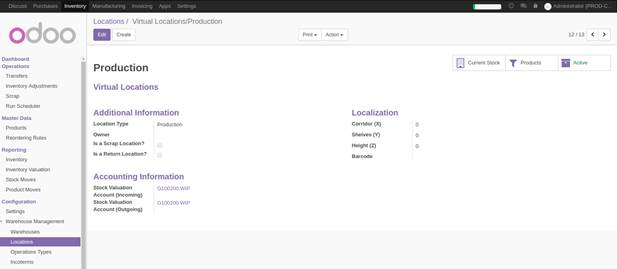 Discuss Purchases Inventory Manufacturing Invoicing Apps Settings Administrator (PROD-C...
odoo
Locations / Virtual Locations/Production
Edit Create Print Action 12 / 13
Dashboard
Operations
Transfers
Inventory Adjustments
Scrap
Run Scheduler
Master Data
Products
Reordering Rules
Reporting
Inventory
Inventory Valuation
Stock Moves
Product Moves
Configuration
Settings
Warehouse Management
Warehouses
Locations
Operations Types
Incoterms
Current Stock Products Active
Production
Virtual Locations
Additional Information
Location Type Production
Owner
Is a Scrap Location?
Is a Return Location?
Localization
Corridor (X) 0
Shelves (Y) 0
Height (Z) 0
Barcode
Accounting Information
Stock Valuation
Account (Incoming) G100200 WIP
Stock Valuation
Account (Outgoing) G100200 WIP